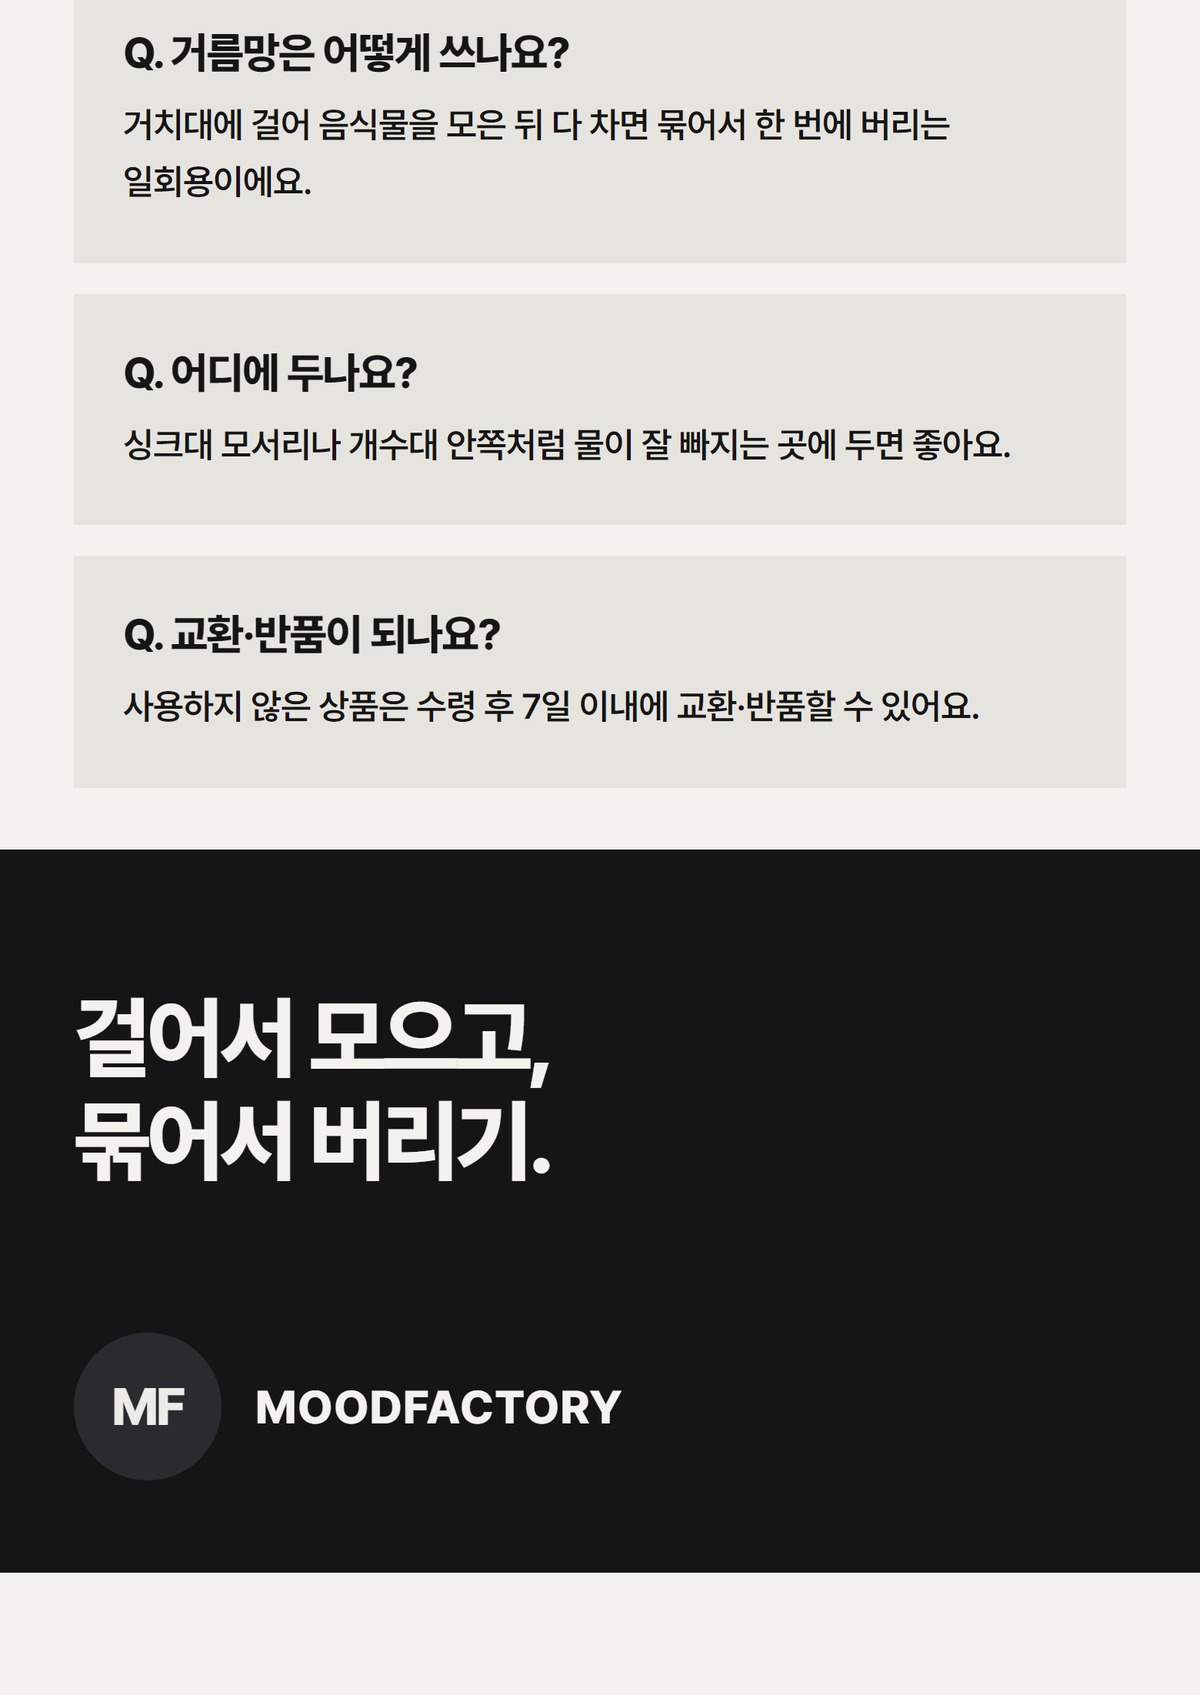 Q. 거름망은 어떻게 쓰나요?
거치대에 걸어 음식물을 모은 뒤 다 차면 묶어서 한 번에 버리는
일회용이에요.
Q. 어디에 두나요?
싱크대 모서리나 개수대 안쪽처럼 물이 잘 빠지는 곳에 두면 좋아요.
Q. 교환·반품이 되나요?
사용하지 않은 상품은 수령 후 7일 이내에 교환·반품할 수 있어요.
걸어서 모으고,
묶어서 버리기.
MF
MOODFACTORY